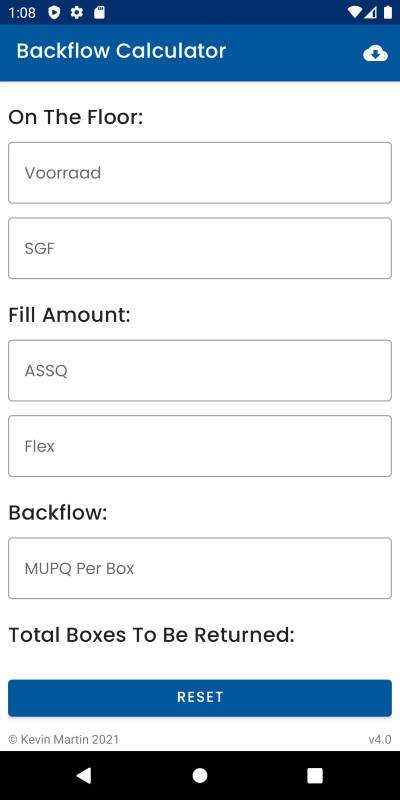 1:08
Backflow Calculator
On The Floor:
Voorraad
SGF
Fill Amount:
ASSQ
Flex
Backflow:
MUPQ Per Box
Total Boxes To Be Returned:
RESET
© Kevin Martin 2021 v4.0